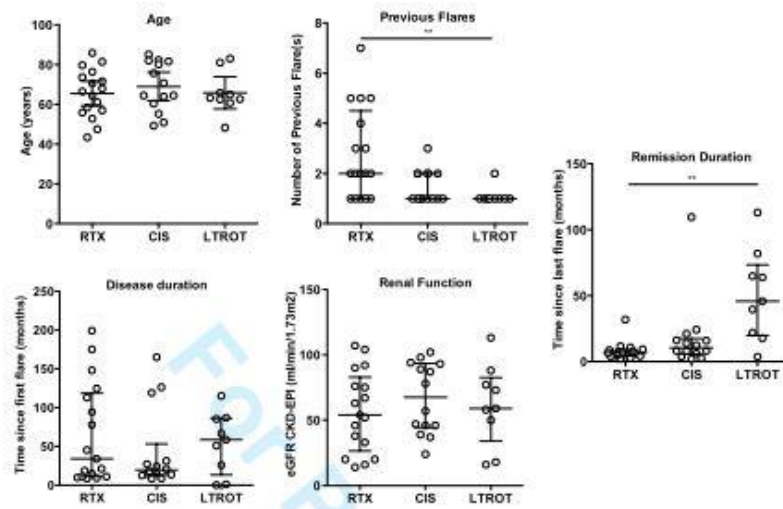 Age
Age (years)
100
80
60
40
20
0
RTX CIS LTROT
Previous Flares
**
Number of Previous Flare(s)
8
6
4
2
0
RTX CIS LTROT
Remission Duration
**
Time since last flare (months)
150
100
50
0
RTX CIS LTROT
Disease duration
Time since first flare (months)
250
200
150
100
50
0
RTX CIS LTROT
Renal Function
eGFR CKD-EPI (ml/min/1.73m2)
150
100
50
0
RTX CIS LTROT
For P